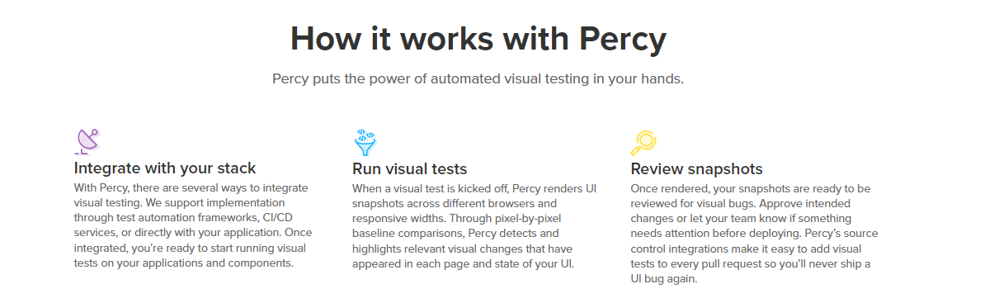 How it works with Percy
Percy puts the power of automated visual testing in your hands.
Integrate with your stack
With Percy, there are several ways to integrate
visual testing. We support implementation
through test automation frameworks, CI/CD
services, or directly with your application. Once
integrated, you’re ready to start running visual
tests on your applications and components.
Run visual tests
When a visual test is kicked off, Percy renders UI
snapshots across different browsers and
responsive widths. Through pixel-by-pixel
baseline comparisons, Percy detects and
highlights relevant visual changes that have
appeared in each page and state of your UI.
Review snapshots
Once rendered, your snapshots are ready to be
reviewed for visual bugs. Approve intended
changes or let your team know if something
needs attention before deploying. Percy’s source
control integrations make it easy to add visual
tests to every pull request so you’ll never ship a
UI bug again.